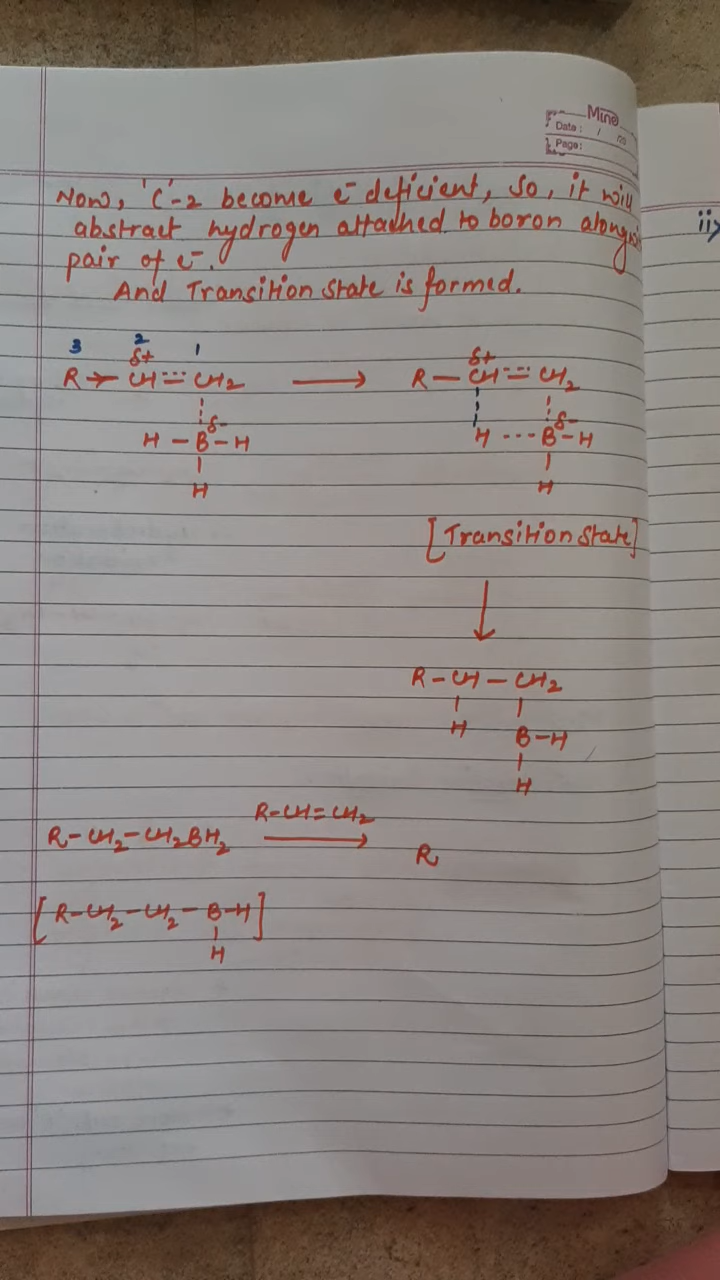 Mine
Date: /
Page:
Now, 'C'-2 become e⁻ deficient, so, it will
abstract hydrogen attached to boron along
pair of e⁻.
And Transition State is formed.
3 2 1
δ+ δ+
R → CH ⩴ CH₂ ⟶ R — CH ⩴ CH₂
δ- δ-
H — B — H H --- B — H
H H
[Transition State]
↓
R — CH — CH₂
H B — H
H
R-CH=CH₂
R-CH₂-CH₂BH₂ ⟶ R
[R-CH₂-CH₂-B-H]
H
ii>